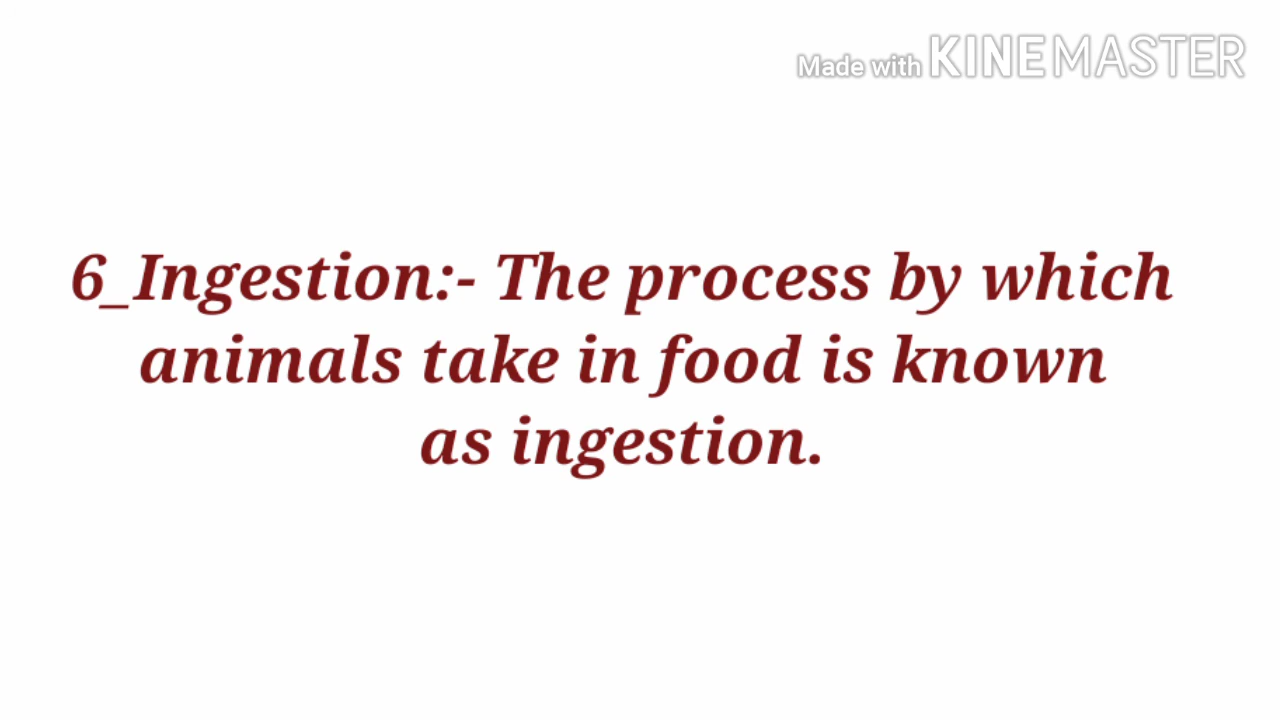 Made with KINEMASTER
6_Ingestion:- The process by which
animals take in food is known
as ingestion.